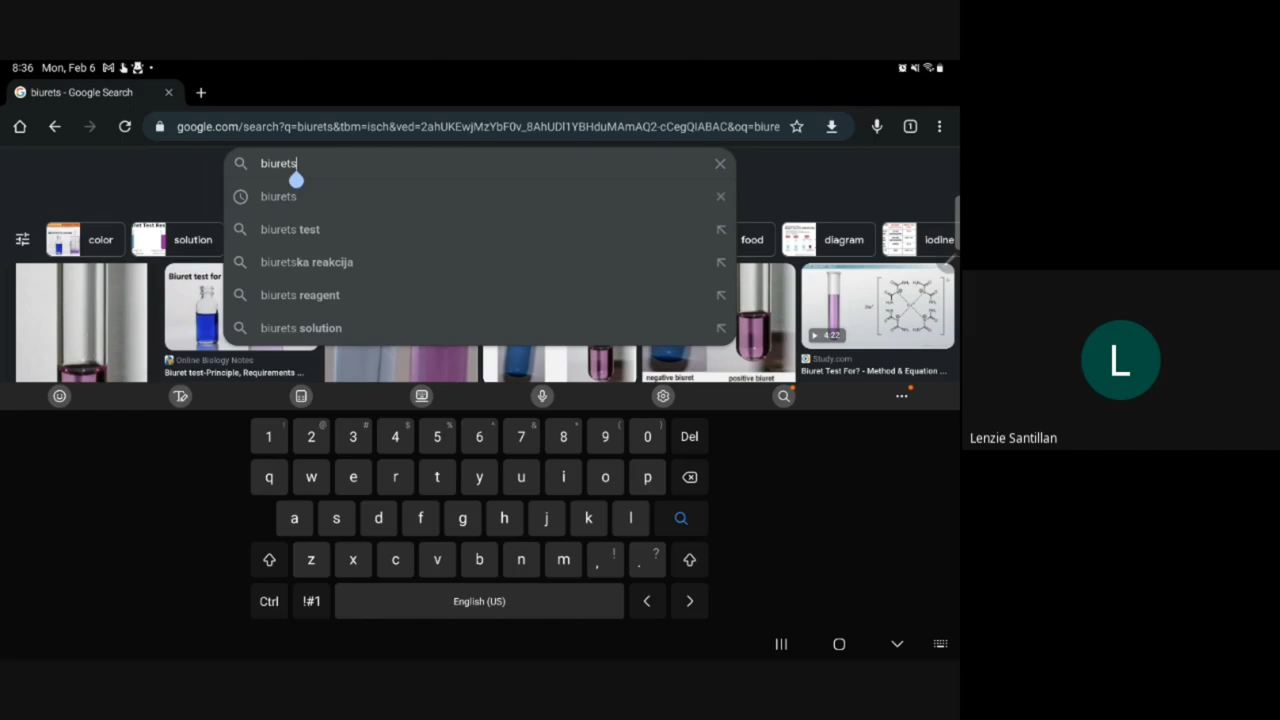 8:36 Mon, Feb 6
biurets - Google Search
google.com/search?q=biurets&tbm=isch&ved=2ahUKEwjMzYbF0v_8AhUDl1YBHduMAmAQ2-cCegQIABAC&oq=biure
biurets
biurets
biurets test
biuretska reakcija
biurets reagent
biurets solution
color
solution
food
diagram
iodine
Biuret test for
4:22
Online Biology Notes
Biuret test-Principle, Requirements ...
negative biuret
positive biuret
Study.com
Biuret Test For? - Method & Equation ...
1 2 3 4 5 6 7 8 9 0 Del
q w e r t y u i o p
a s d f g h j k l
z x c v b n m , ! . ?
Ctrl !#1 English (US) < >
L
Lenzie Santillan